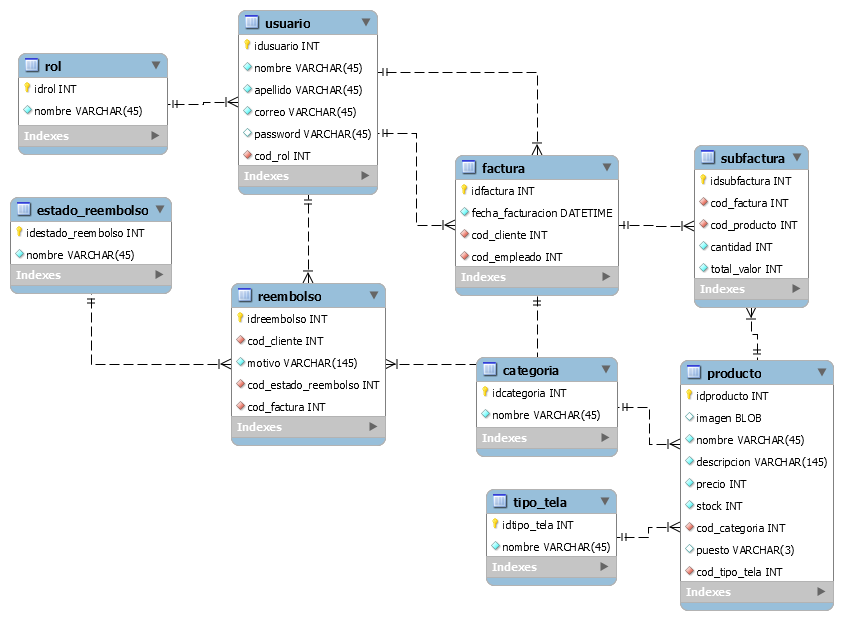 rol
idrol INT
nombre VARCHAR(45)
Indexes
usuario
idusuario INT
nombre VARCHAR(45)
apellido VARCHAR(45)
correo VARCHAR(45)
password VARCHAR(45)
cod_rol INT
Indexes
estado_reembolso
idestado_reembolso INT
nombre VARCHAR(45)
Indexes
factura
idfactura INT
fecha_facturacion DATETIME
cod_cliente INT
cod_empleado INT
Indexes
subfactura
idsubfactura INT
cod_factura INT
cod_producto INT
cantidad INT
total_valor INT
Indexes
reembolso
idreembolso INT
cod_cliente INT
motivo VARCHAR(145)
cod_estado_reembolso INT
cod_factura INT
Indexes
categoria
idcategoria INT
nombre VARCHAR(45)
Indexes
producto
idproducto INT
imagen BLOB
nombre VARCHAR(45)
descripcion VARCHAR(145)
precio INT
stock INT
cod_categoria INT
puesto VARCHAR(3)
cod_tipo_tela INT
Indexes
tipo_tela
idtipo_tela INT
nombre VARCHAR(45)
Indexes